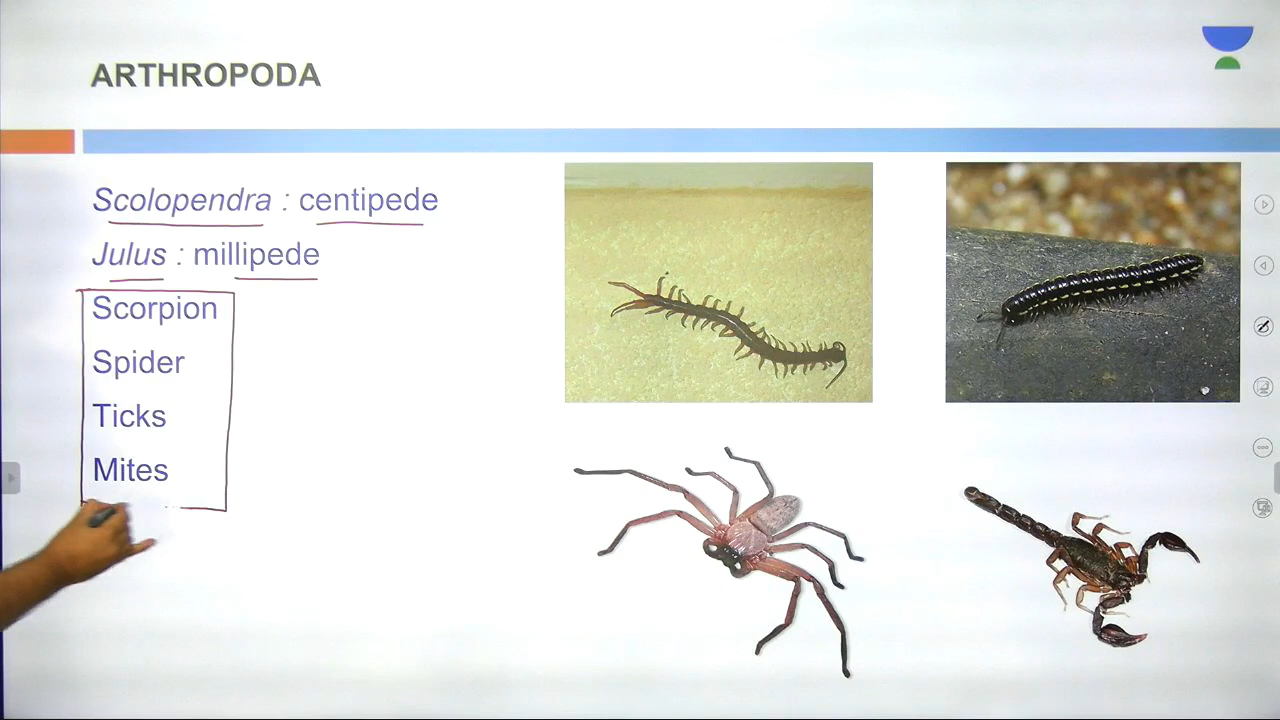 ARTHROPODA
Scolopendra : centipede
Julus : millipede
Scorpion
Spider
Ticks
Mites